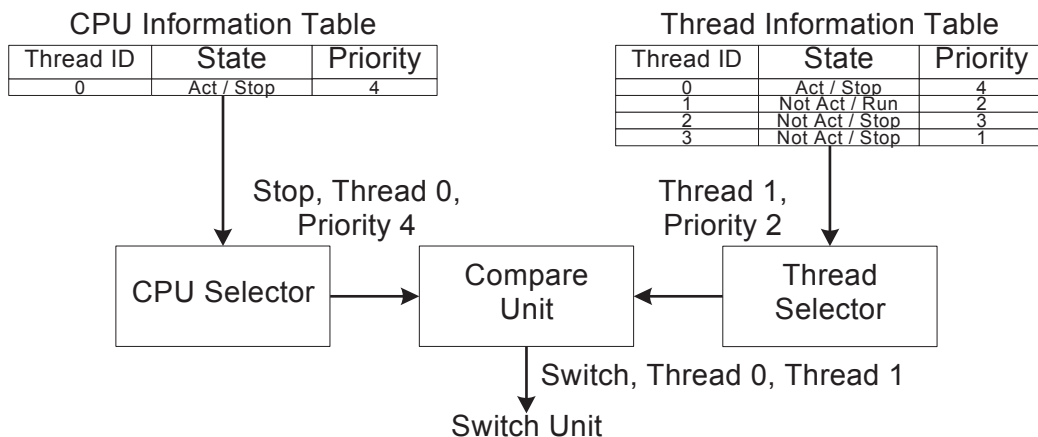 CPU Information Table
Thread ID State Priority
0 Act / Stop 4
Thread Information Table
Thread ID State Priority
0 Act / Stop 4
1 Not Act / Run 2
2 Not Act / Stop 3
3 Not Act / Stop 1
Stop, Thread 0,
Priority 4
Thread 1,
Priority 2
CPU Selector
Compare
Unit
Thread
Selector
Switch, Thread 0, Thread 1
Switch Unit